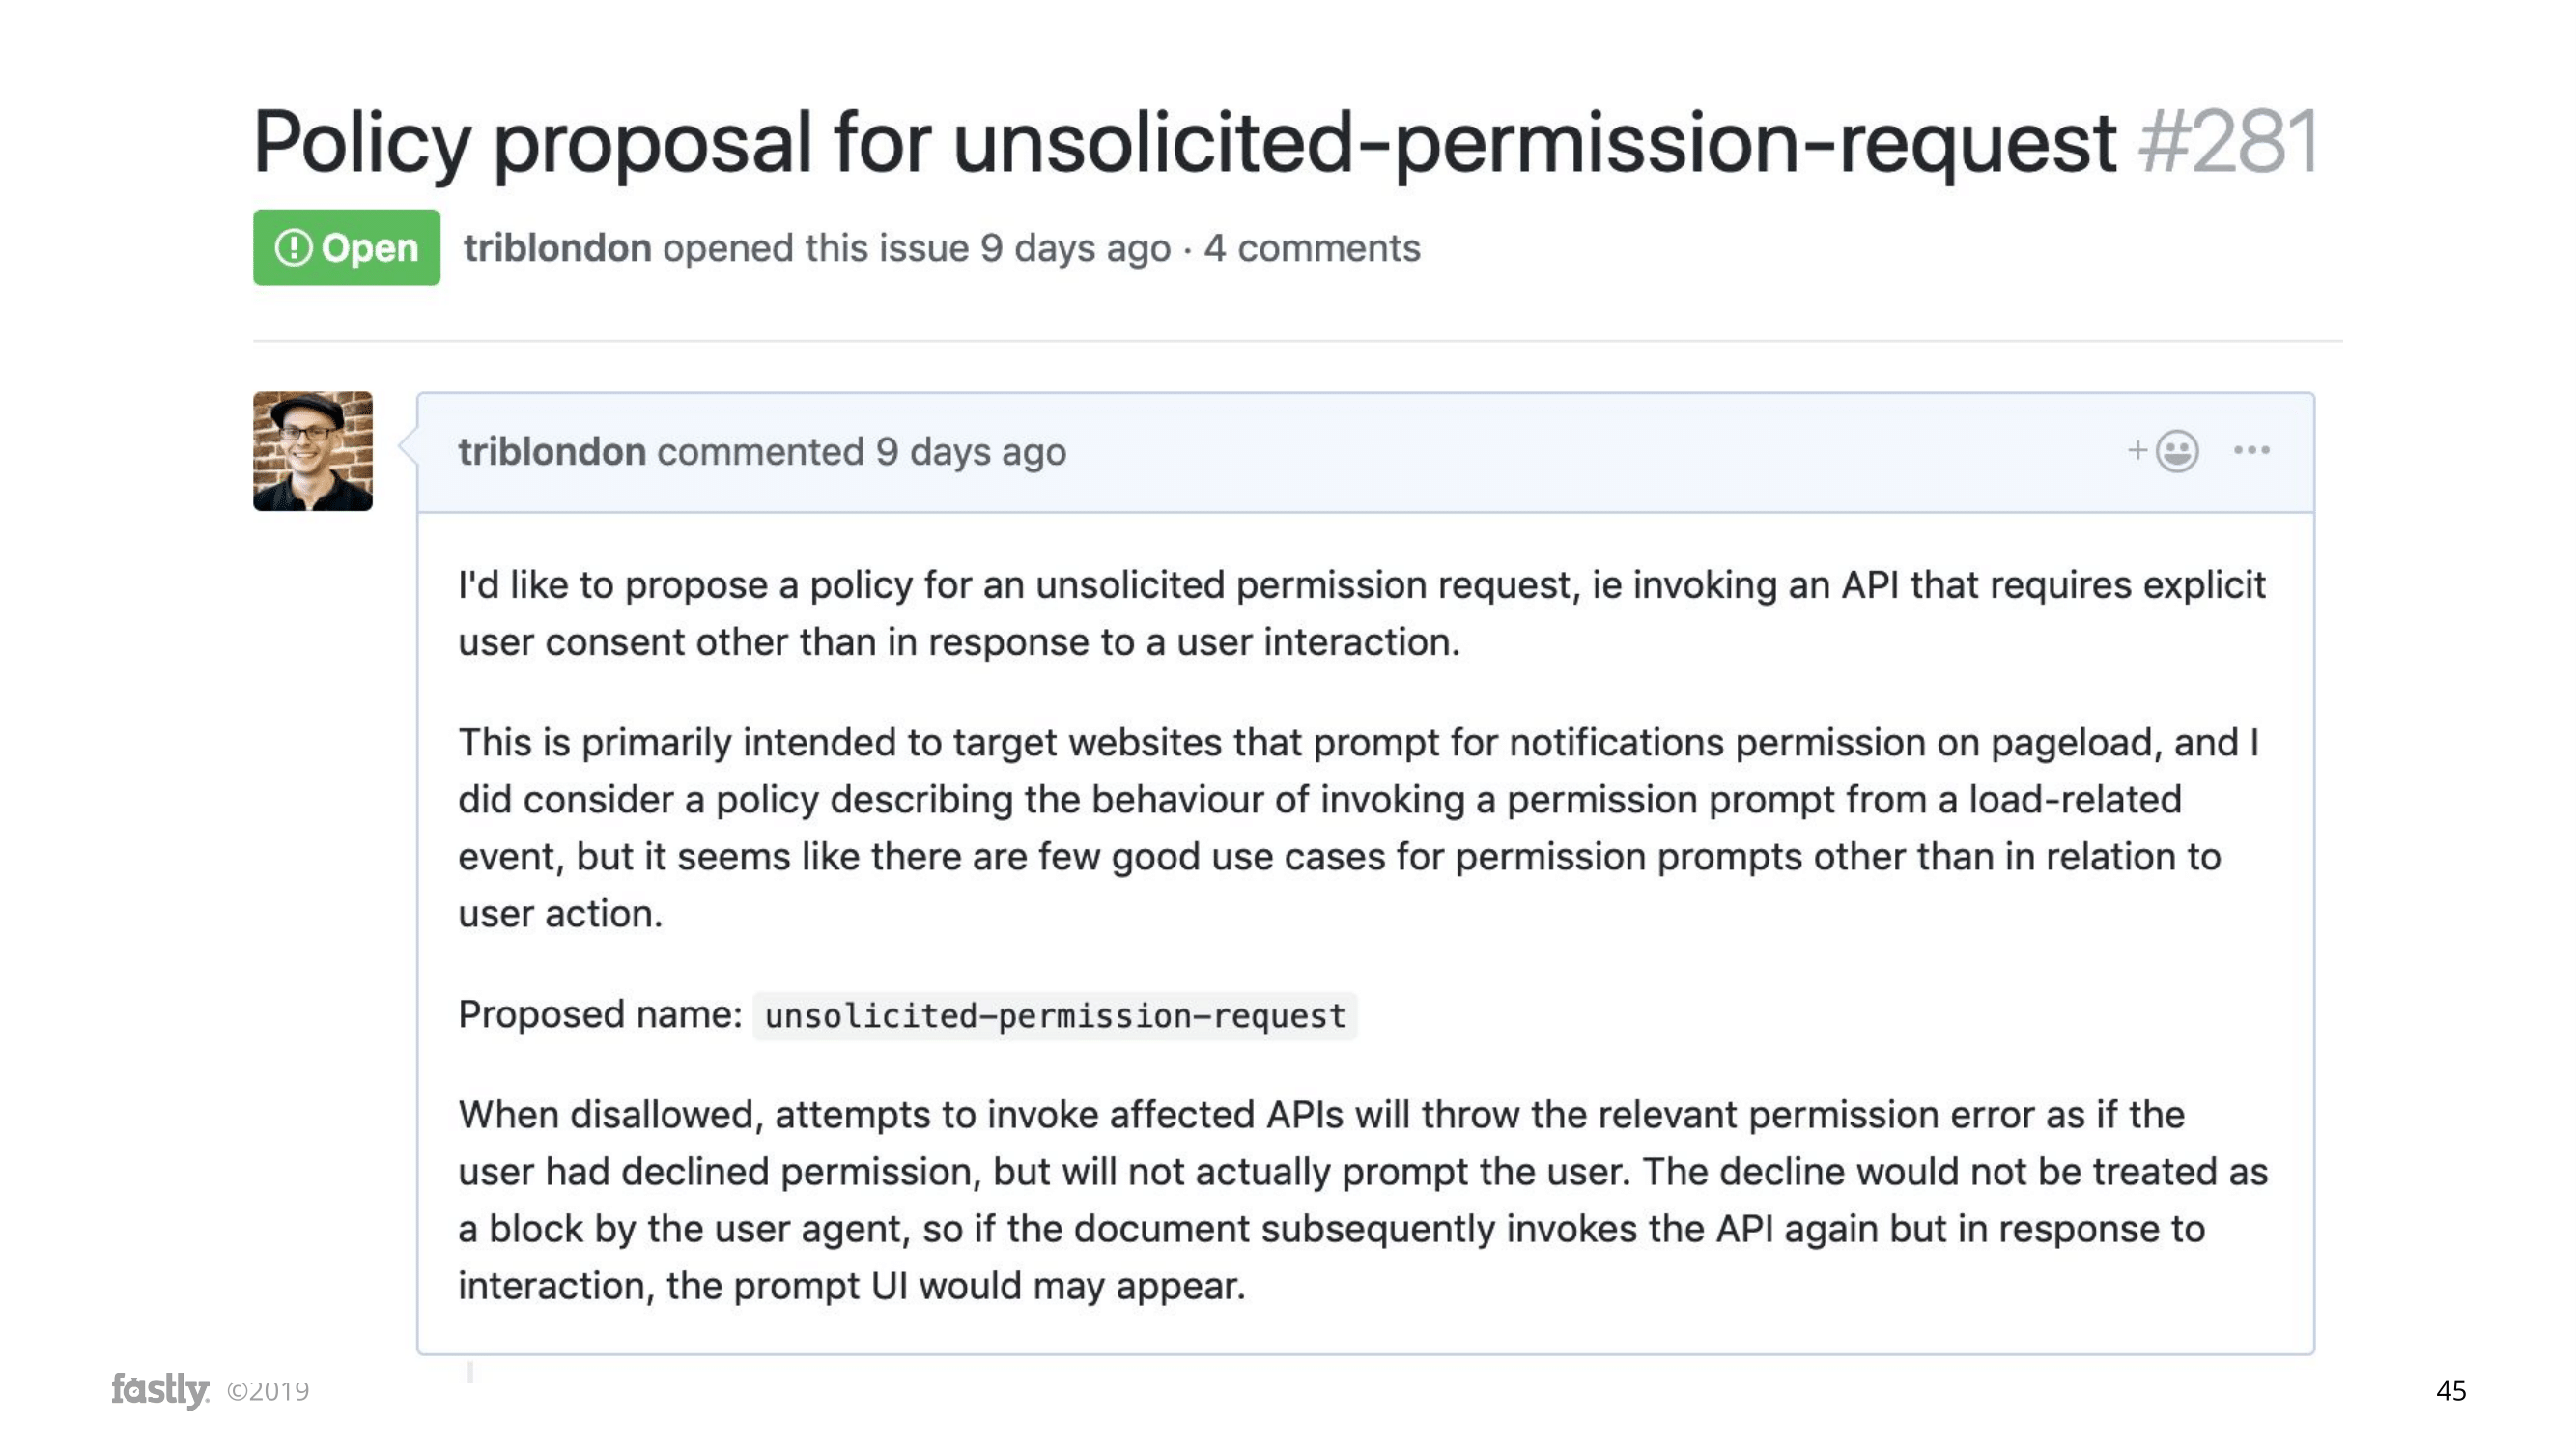 Policy proposal for unsolicited-permission-request #281
Open triblondon opened this issue 9 days ago · 4 comments
triblondon commented 9 days ago
I'd like to propose a policy for an unsolicited permission request, ie invoking an API that requires explicit
user consent other than in response to a user interaction.
This is primarily intended to target websites that prompt for notifications permission on pageload, and I
did consider a policy describing the behaviour of invoking a permission prompt from a load-related
event, but it seems like there are few good use cases for permission prompts other than in relation to
user action.
Proposed name: unsolicited-permission-request
When disallowed, attempts to invoke affected APIs will throw the relevant permission error as if the
user had declined permission, but will not actually prompt the user. The decline would not be treated as
a block by the user agent, so if the document subsequently invokes the API again but in response to
interaction, the prompt UI would may appear.
fastly ©2019
45